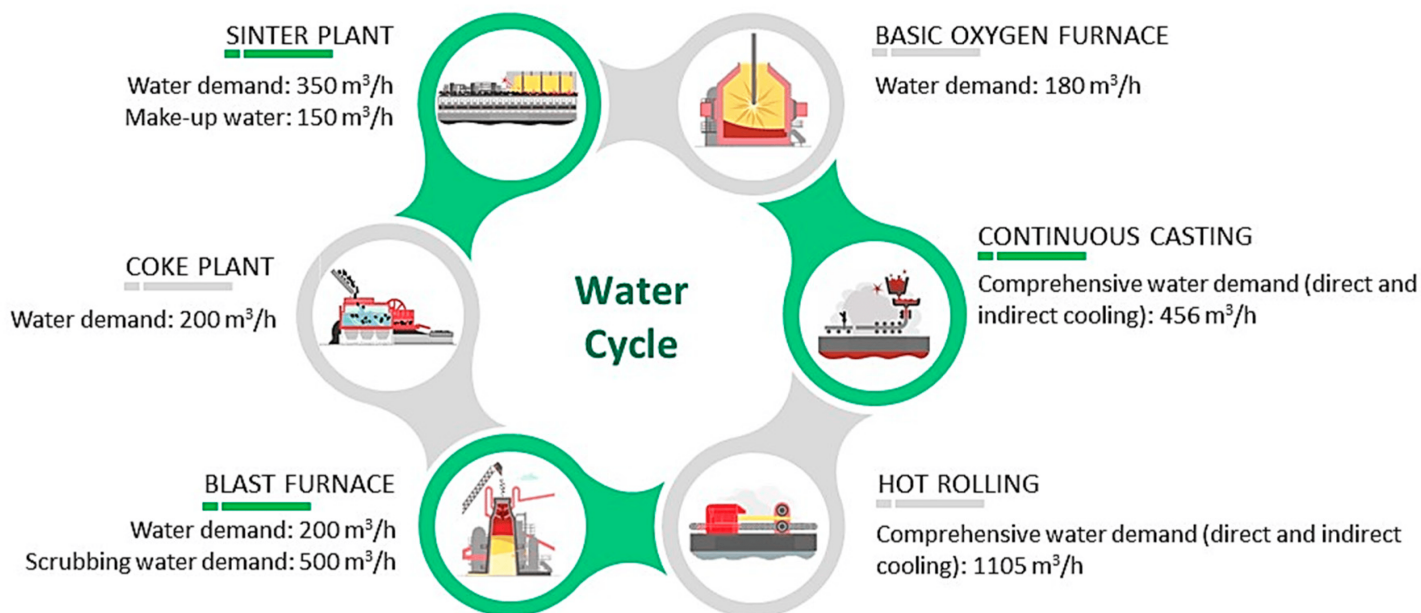 SINTER PLANT
Water demand: 350 m³/h
Make-up water: 150 m³/h
BASIC OXYGEN FURNACE
Water demand: 180 m³/h
COKE PLANT
Water demand: 200 m³/h
Water
Cycle
CONTINUOUS CASTING
Comprehensive water demand (direct and
indirect cooling): 456 m³/h
BLAST FURNACE
Water demand: 200 m³/h
Scrubbing water demand: 500 m³/h
HOT ROLLING
Comprehensive water demand (direct and indirect
cooling): 1105 m³/h